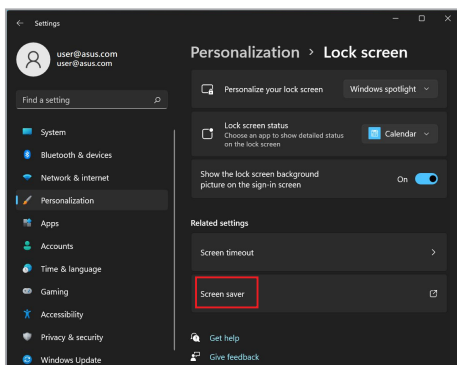 Settings
user@asus.com
user@asus.com
Find a setting
System
Bluetooth & devices
Network & internet
Personalization
Apps
Accounts
Time & language
Gaming
Accessibility
Privacy & security
Windows Update
Personalization > Lock screen
Personalize your lock screen
Windows spotlight
Lock screen status
Choose an app to show detailed status
on the lock screen
Calendar
Show the lock screen background
picture on the sign-in screen
On
Related settings
Screen timeout
Screen saver
Get help
Give feedback